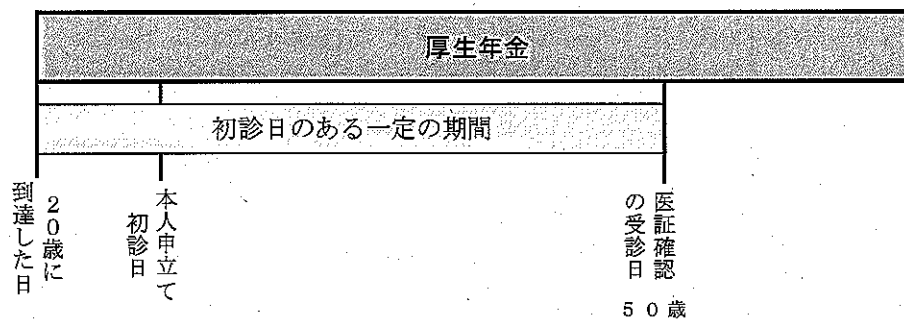 厚生年金
初診日のある一定の期間
20歳に
到達した日
本人申立て
初診日
医証確認
の受診日
50歳